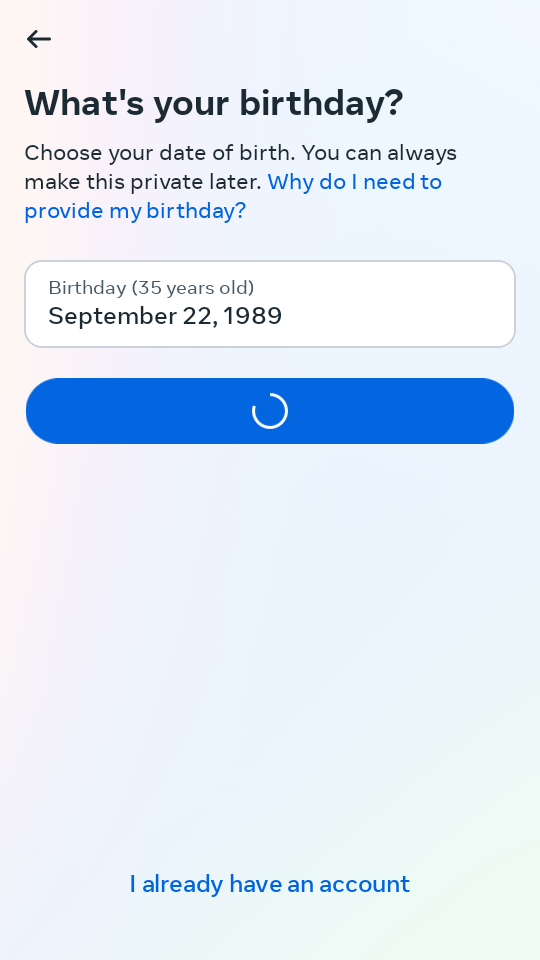 What's your birthday?
Choose your date of birth. You can always
make this private later. Why do I need to
provide my birthday?
Birthday (35 years old)
September 22, 1989
I already have an account